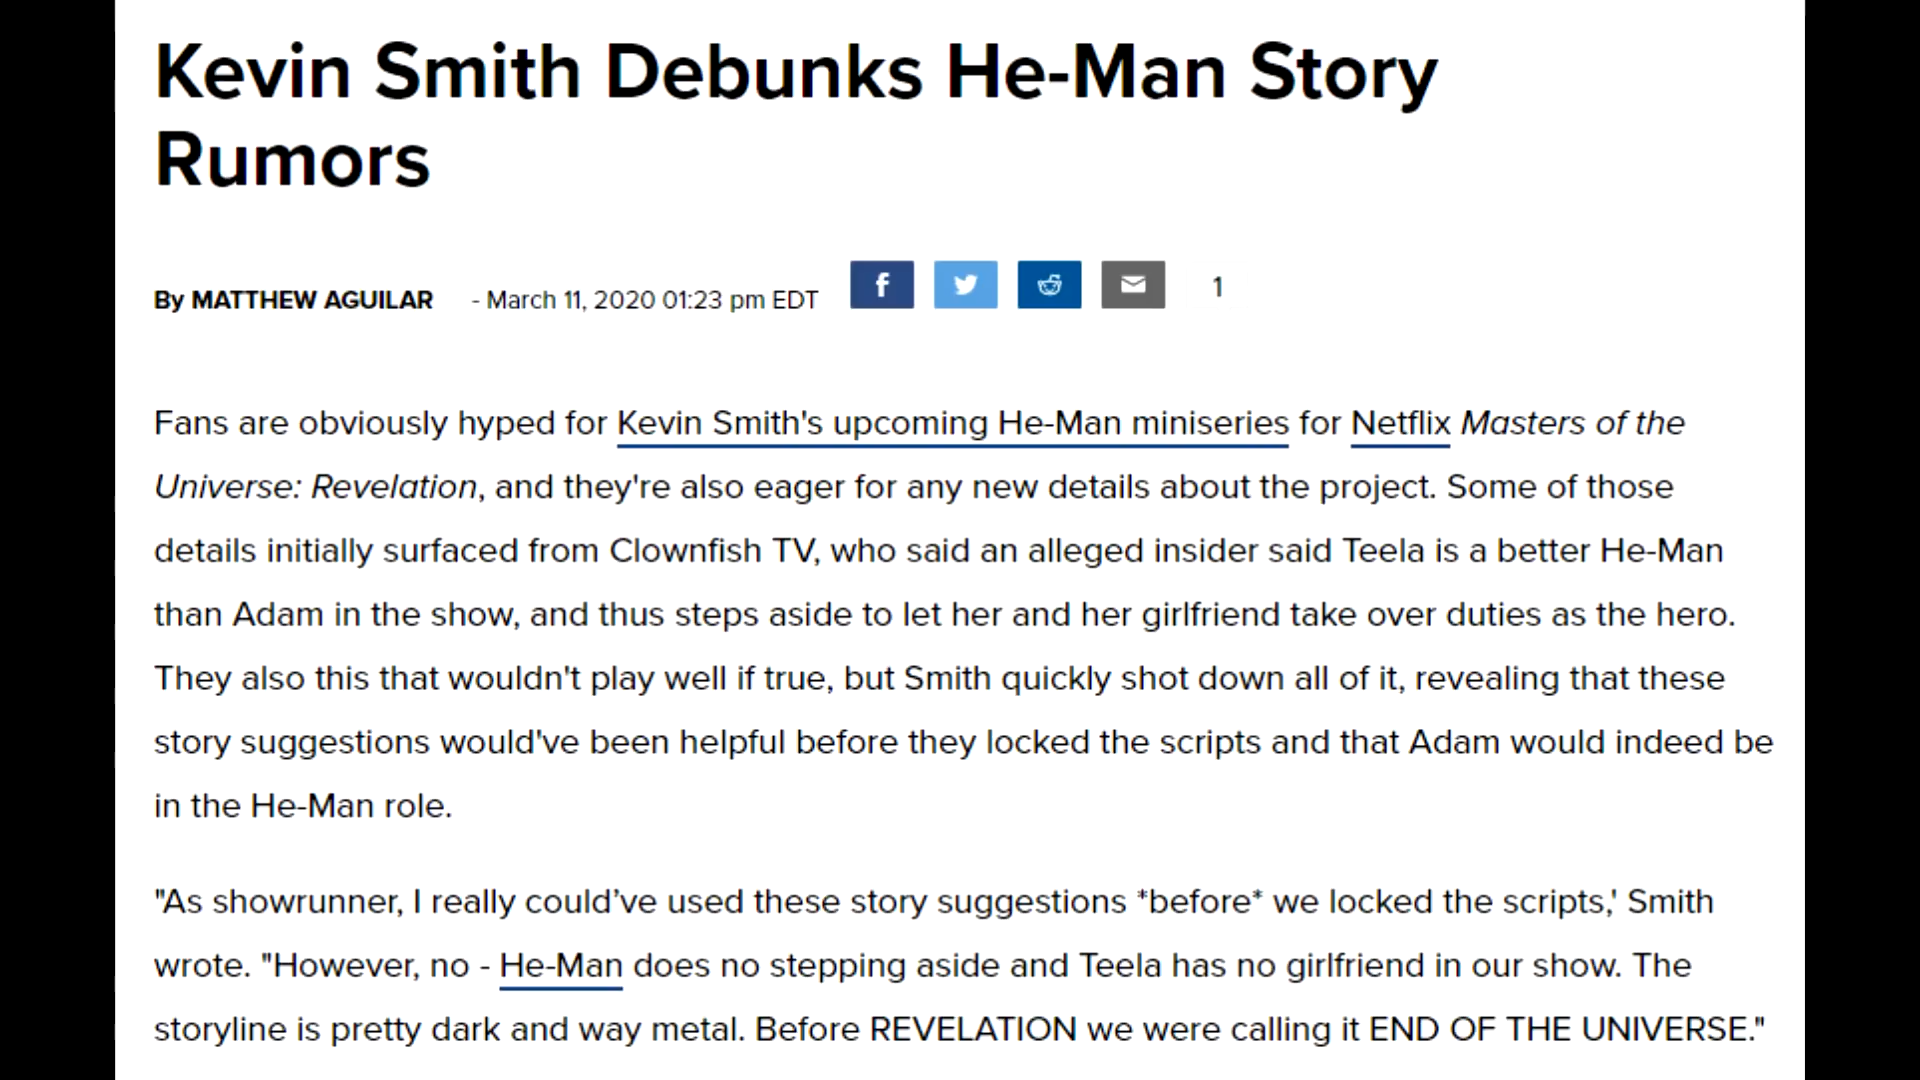 Kevin Smith Debunks He-Man Story
Rumors
By MATTHEW AGUILAR - March 11, 2020 01:23 pm EDT f 1
Fans are obviously hyped for Kevin Smith's upcoming He-Man miniseries for Netflix Masters of the
Universe: Revelation, and they're also eager for any new details about the project. Some of those
details initially surfaced from Clownfish TV, who said an alleged insider said Teela is a better He-Man
than Adam in the show, and thus steps aside to let her and her girlfriend take over duties as the hero.
They also this that wouldn't play well if true, but Smith quickly shot down all of it, revealing that these
story suggestions would've been helpful before they locked the scripts and that Adam would indeed be
in the He-Man role.
"As showrunner, I really could’ve used these story suggestions *before* we locked the scripts,' Smith
wrote. "However, no - He-Man does no stepping aside and Teela has no girlfriend in our show. The
storyline is pretty dark and way metal. Before REVELATION we were calling it END OF THE UNIVERSE."